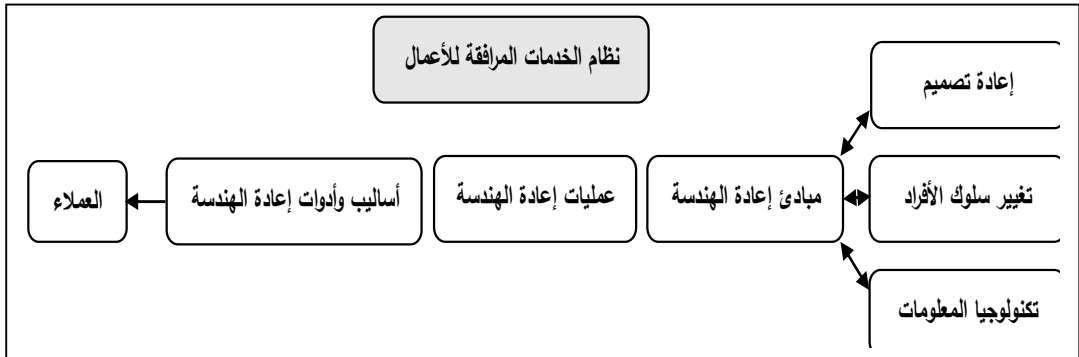 نظام الخدمات المرافقة للأعمال
إعادة تصميم
تغيير سلوك الأفراد
مبادئ إعادة الهندسة
عمليات إعادة الهندسة
أساليب وأدوات إعادة الهندسة
العملاء
تكنولوجيا المعلومات